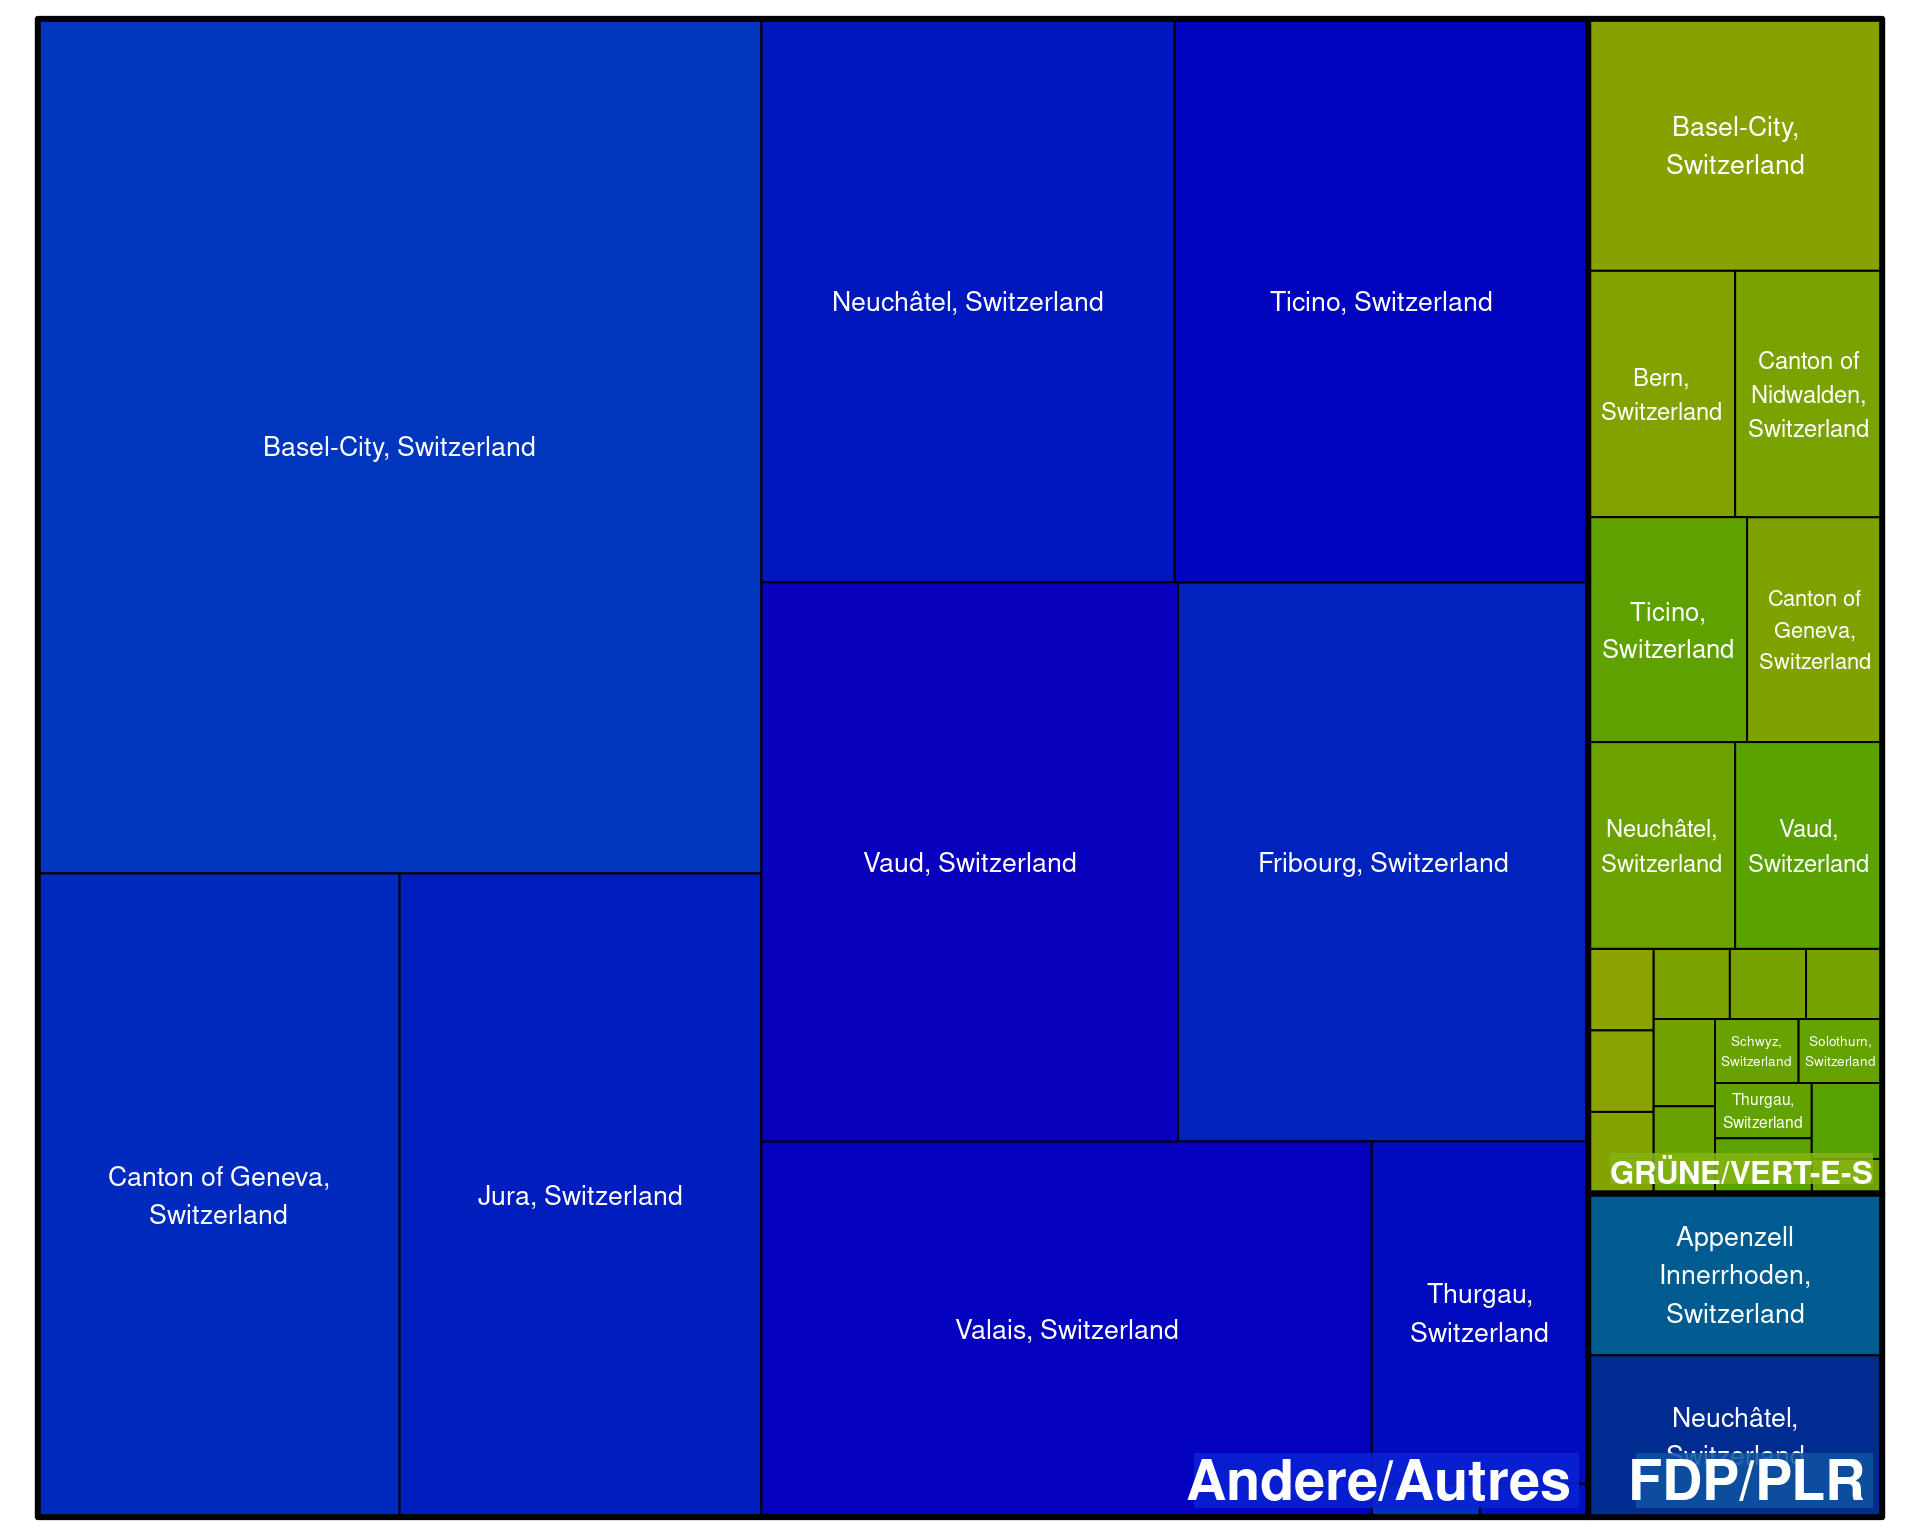 Basel-City, Switzerland
Canton of Geneva,
Switzerland
Jura, Switzerland
Neuchâtel, Switzerland
Ticino, Switzerland
Vaud, Switzerland
Fribourg, Switzerland
Valais, Switzerland
Thurgau,
Switzerland
Andere/Autres
Basel-City,
Switzerland
Bern,
Switzerland
Canton of
Nidwalden,
Switzerland
Ticino,
Switzerland
Canton of
Geneva,
Switzerland
Neuchâtel,
Switzerland
Vaud,
Switzerland
Schwyz,
Switzerland
Solothurn,
Switzerland
Thurgau,
Switzerland
GRÜNE/VERT-E-S
Appenzell
Innerrhoden,
Switzerland
Neuchâtel,
Switzerland
FDP/PLR